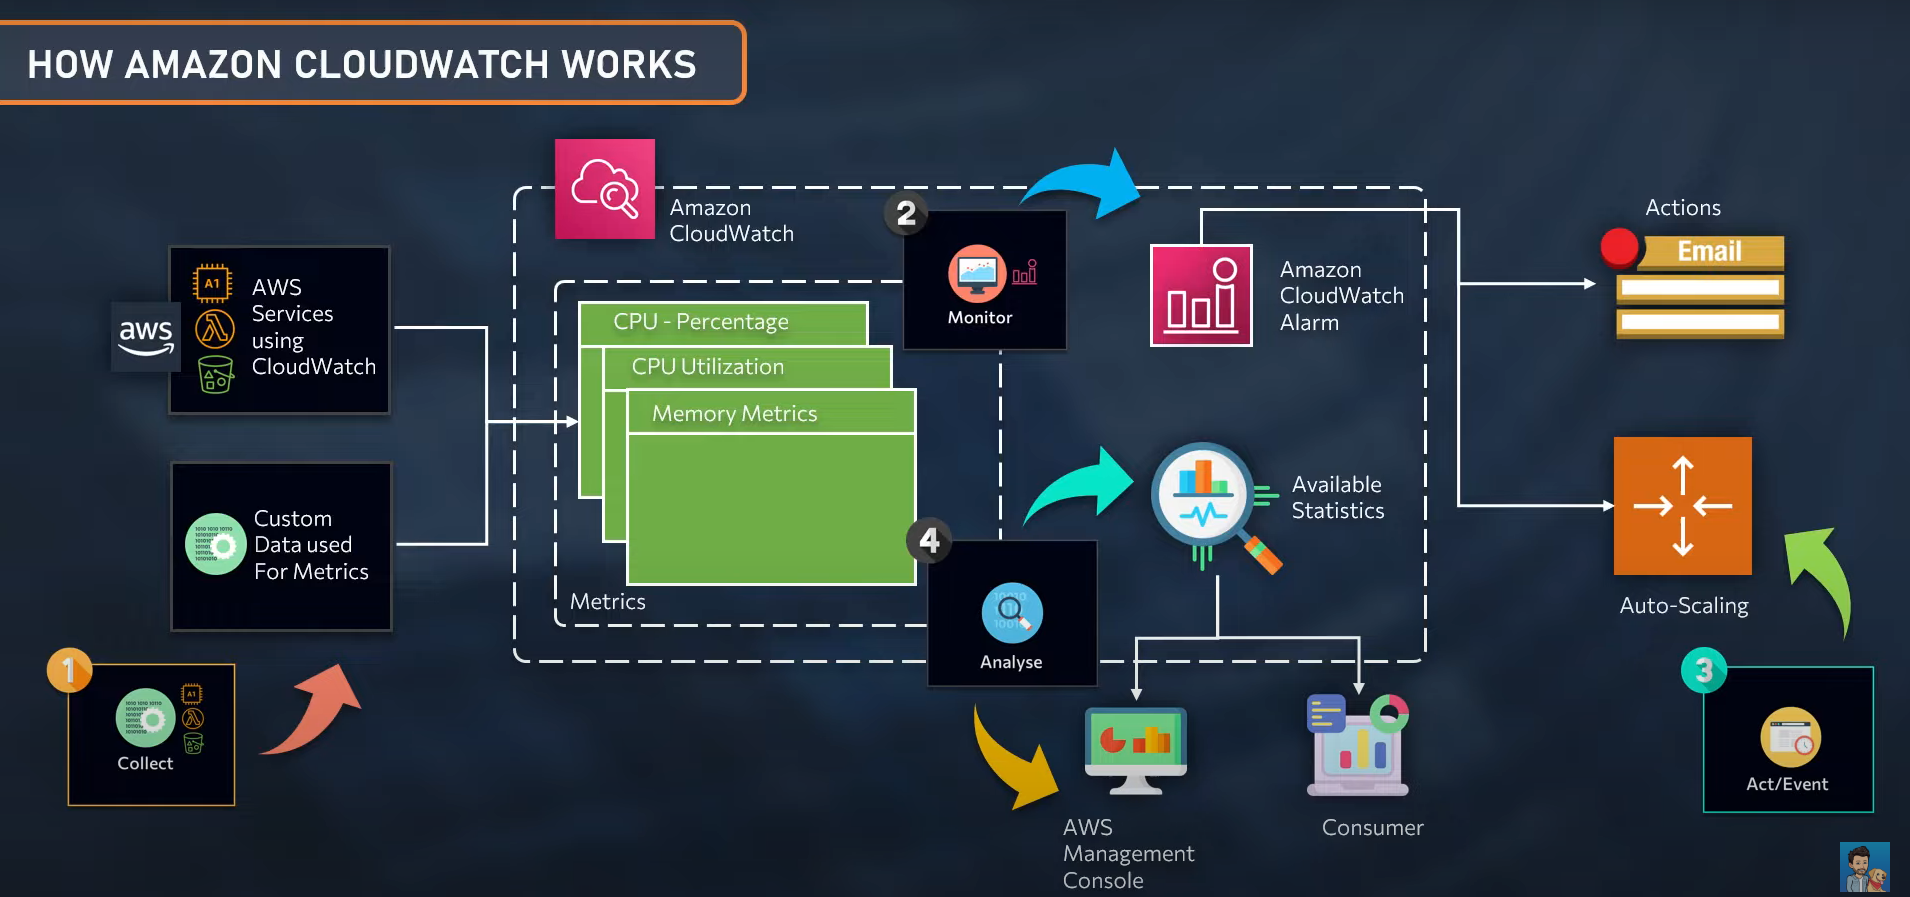 HOW AMAZON CLOUDWATCH WORKS
Amazon
CloudWatch
2
Monitor
Actions
Email
A1
aws
AWS
Services
using
CloudWatch
CPU - Percentage
CPU Utilization
Memory Metrics
Metrics
Amazon
CloudWatch
Alarm
Custom
Data used
For Metrics
4
Analyse
Available
Statistics
Auto-Scaling
1
A1
Collect
3
Act/Event
AWS
Management
Console
Consumer